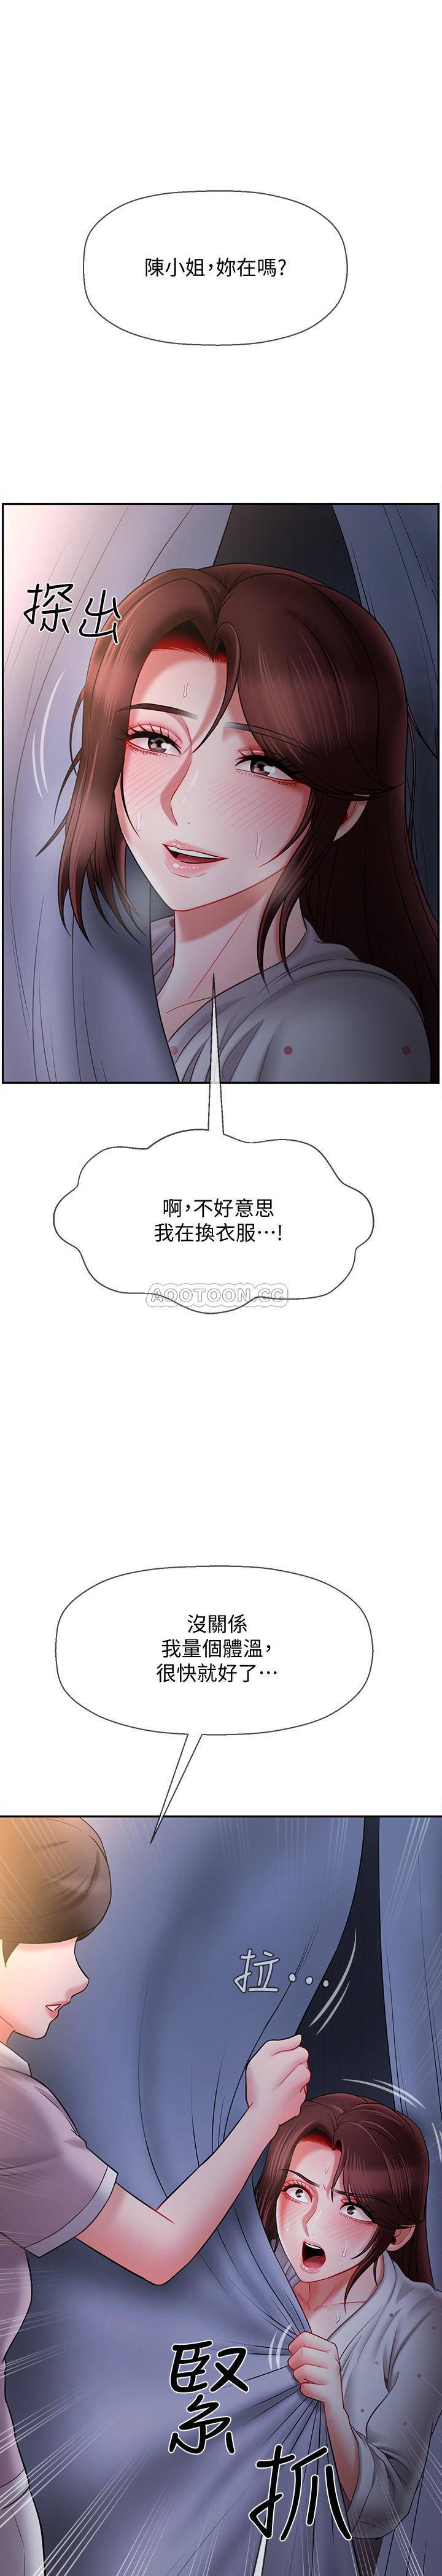 陳小姐,妳在嗎?
探出
啊,不好意思
我在換衣服…!
AOOTOON.CC
沒關係
我量個體溫,
很快就好了…
拉…
緊
抓